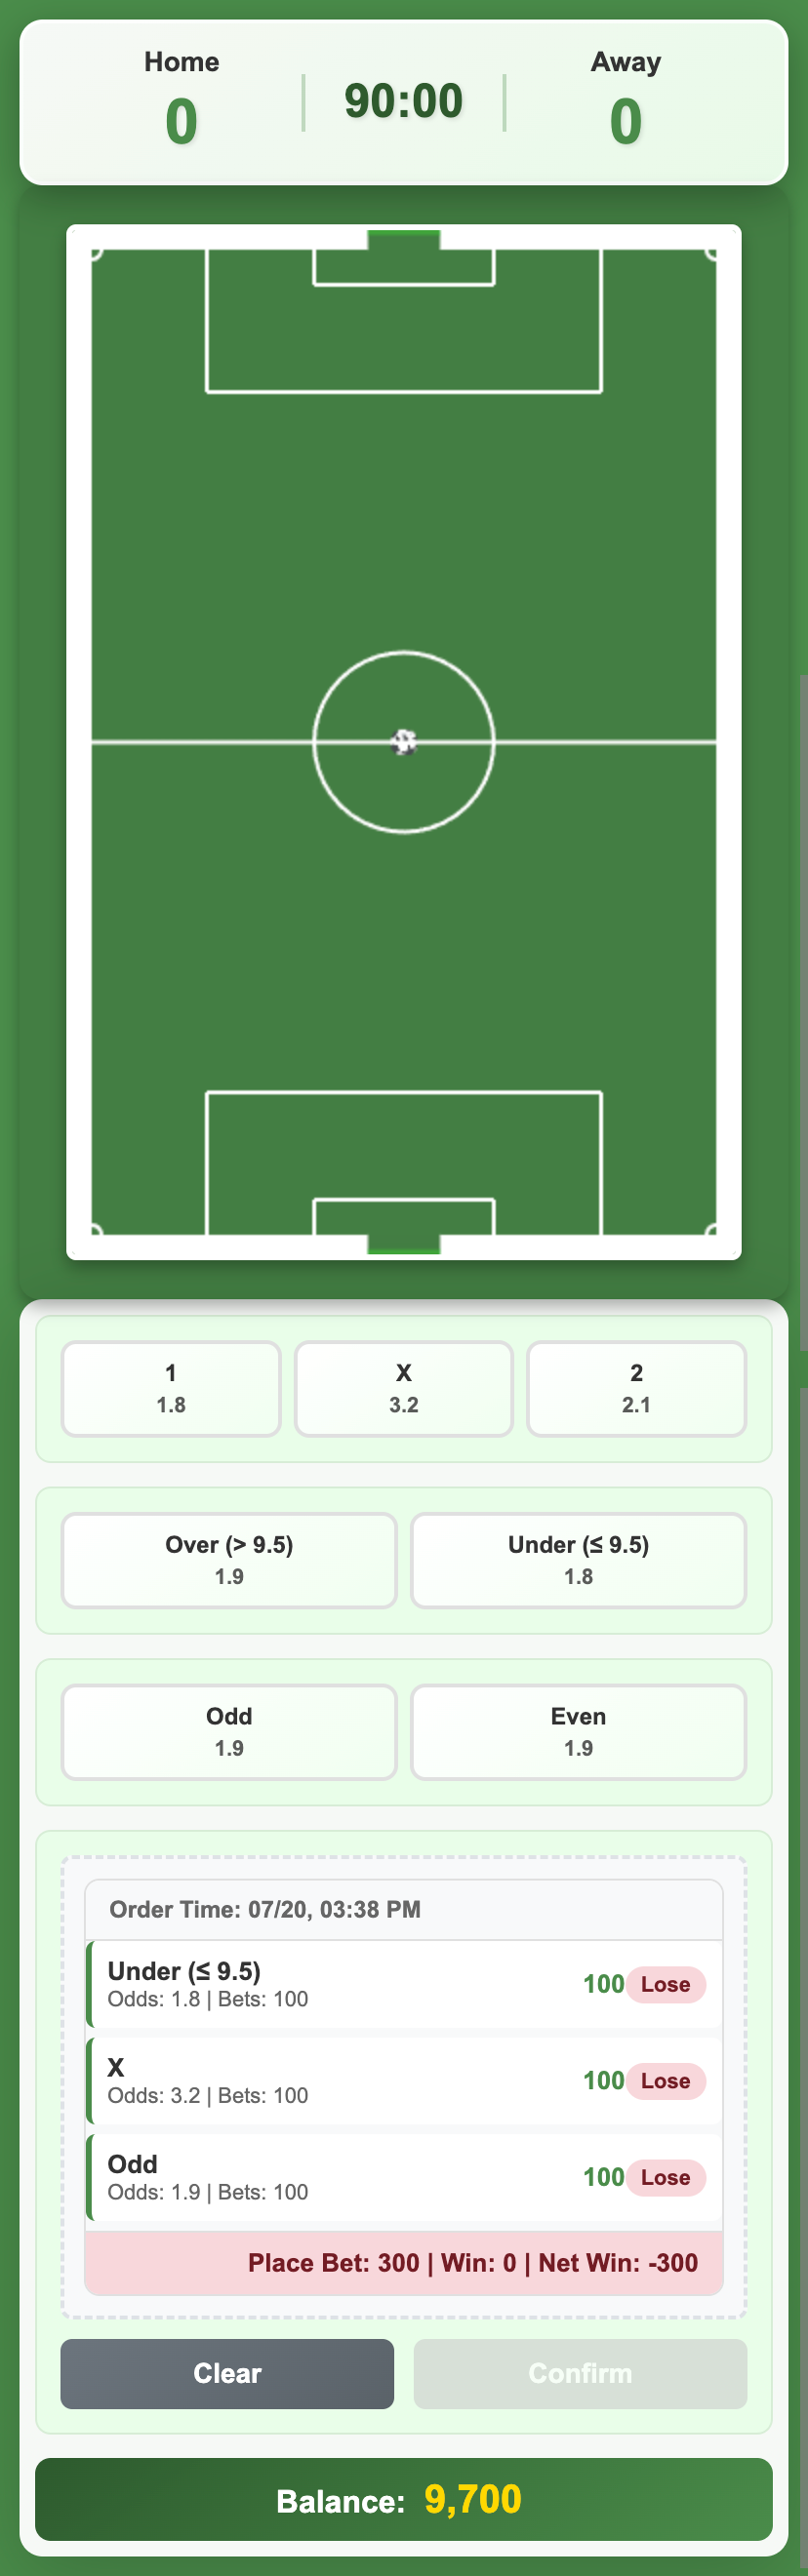 Home
0
90:00
Away
0
1
1.8
X
3.2
2
2.1
Over (> 9.5)
1.9
Under (≤ 9.5)
1.8
Odd
1.9
Even
1.9
Order Time: 07/20, 03:38 PM
Under (≤ 9.5)
Odds: 1.8 | Bets: 100
100 Lose
X
Odds: 3.2 | Bets: 100
100 Lose
Odd
Odds: 1.9 | Bets: 100
100 Lose
Place Bet: 300 | Win: 0 | Net Win: -300
Clear
Confirm
Balance: 9,700